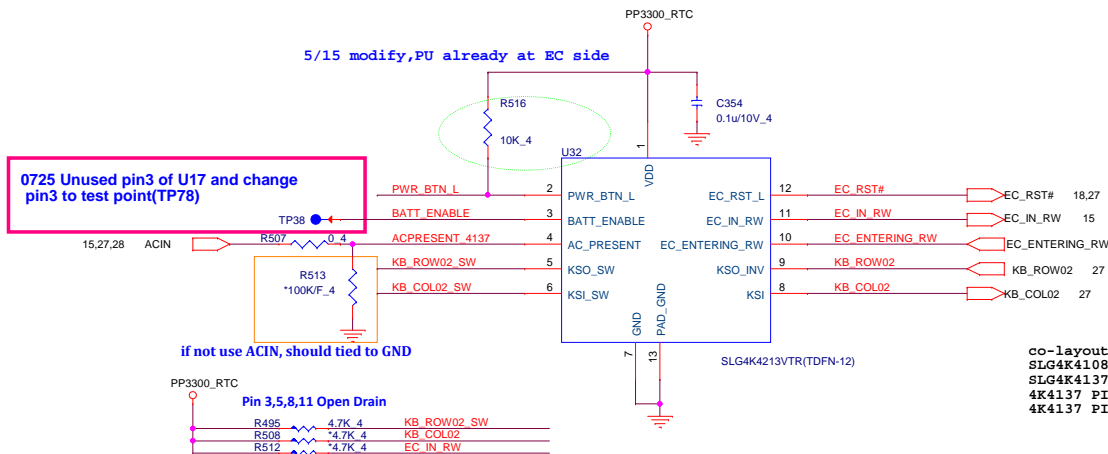 PP3300_RTC
5/15 modify,PU already at EC side
R516
10K_4
C354
0.1u/10V_4
U32
1
VDD
0725 Unused pin3 of U17 and change
pin3 to test point(TP78)
PWR_BTN_L 2 PWR_BTN_L EC_RST_L 12 EC_RST# EC_RST# 18,27
TP38 BATT_ENABLE 3 BATT_ENABLE EC_IN_RW 11 EC_IN_RW EC_IN_RW 15
15,27,28 ACIN R507 0_4 ACPRESENT_4137 4 AC_PRESENT EC_ENTERING_RW 10 EC_ENTERING_RW EC_ENTERING_RW
KB_ROW02_SW 5 KSO_SW KSO_INV 9 KB_ROW02 KB_ROW02 27
R513
*100K/F_4
KB_COL02_SW 6 KSI_SW KSI 8 KB_COL02 KB_COL02 27
GND
PAD_GND
7
13
SLG4K4213VTR(TDFN-12)
if not use ACIN, should tied to GND
co-layout
SLG4K4108
SLG4K4137
4K4137 PI
4K4137 PI
PP3300_RTC
Pin 3,5,8,11 Open Drain
R495 4.7K_4 KB_ROW02_SW
R508 *4.7K_4 KB_COL02
R512 *4.7K_4 EC_IN_RW